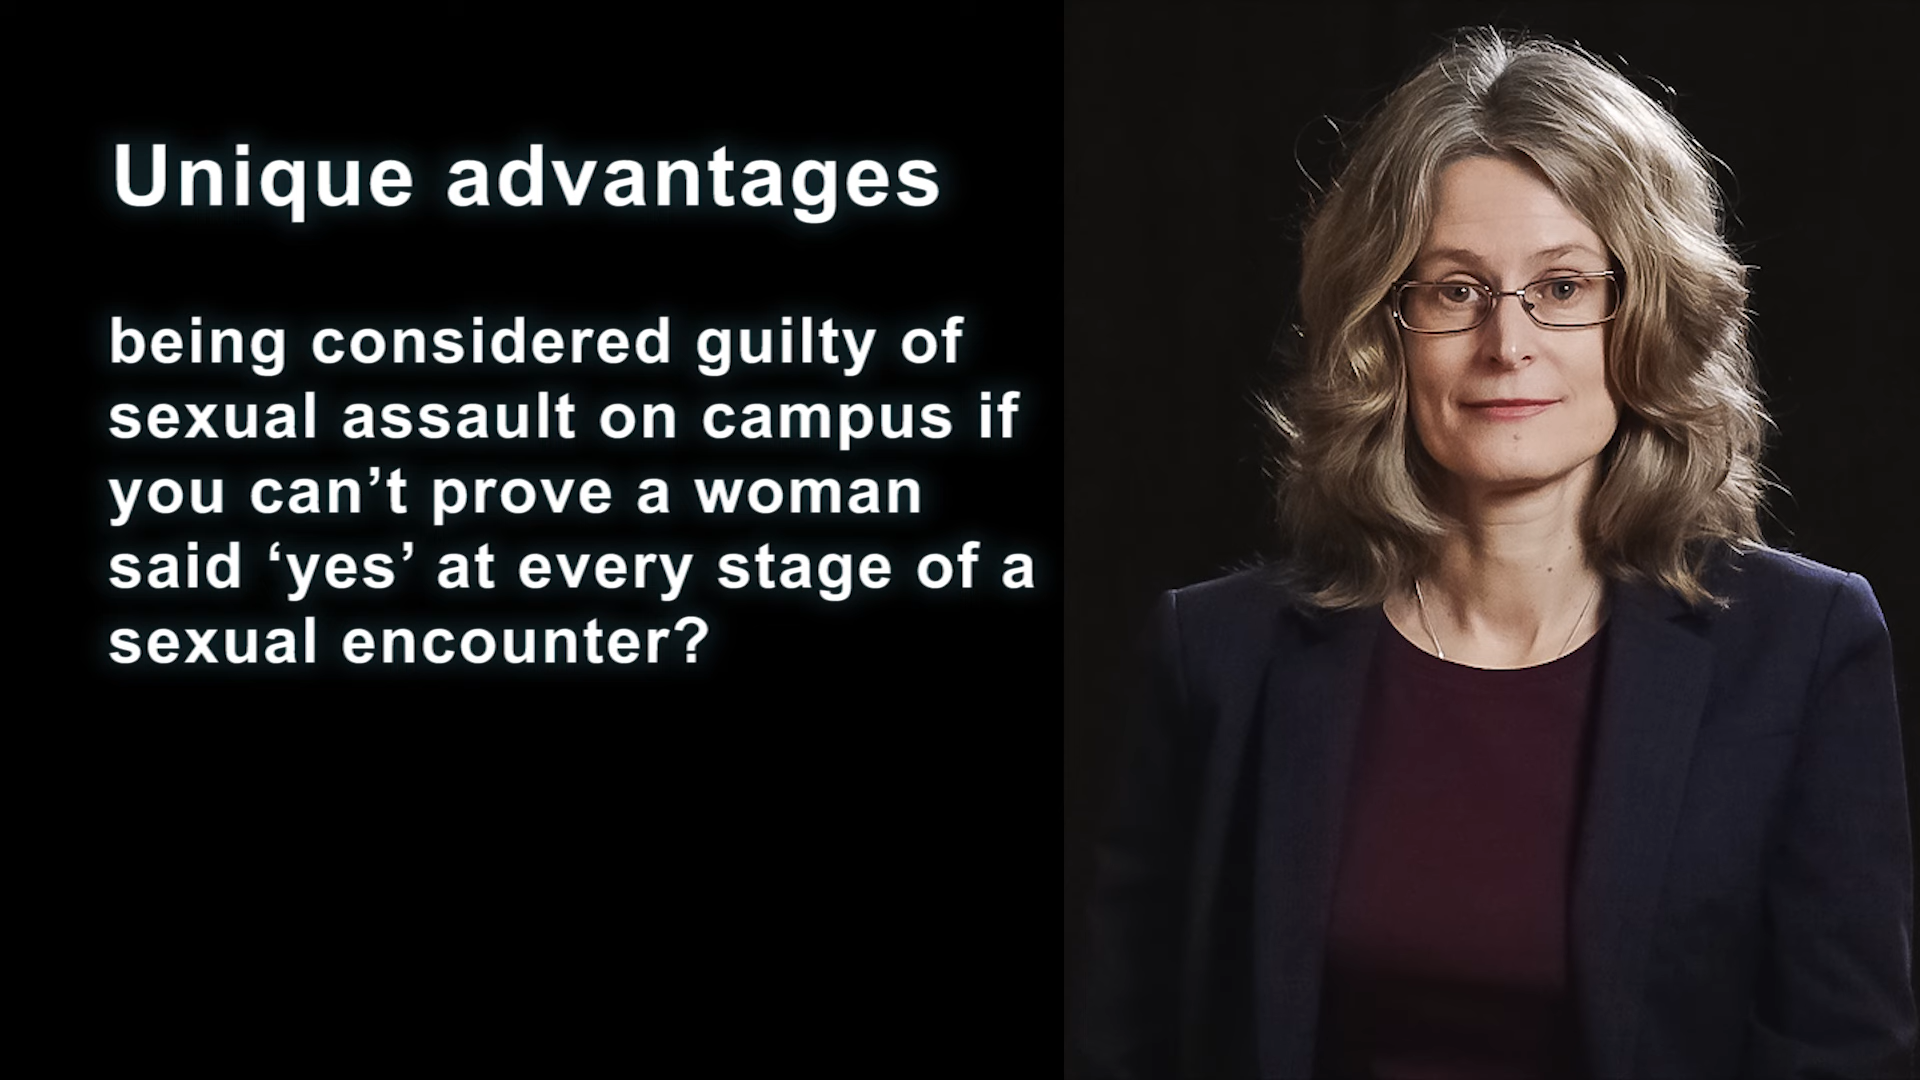 Unique advantages
being considered guilty of
sexual assault on campus if
you can’t prove a woman
said ‘yes’ at every stage of a
sexual encounter?